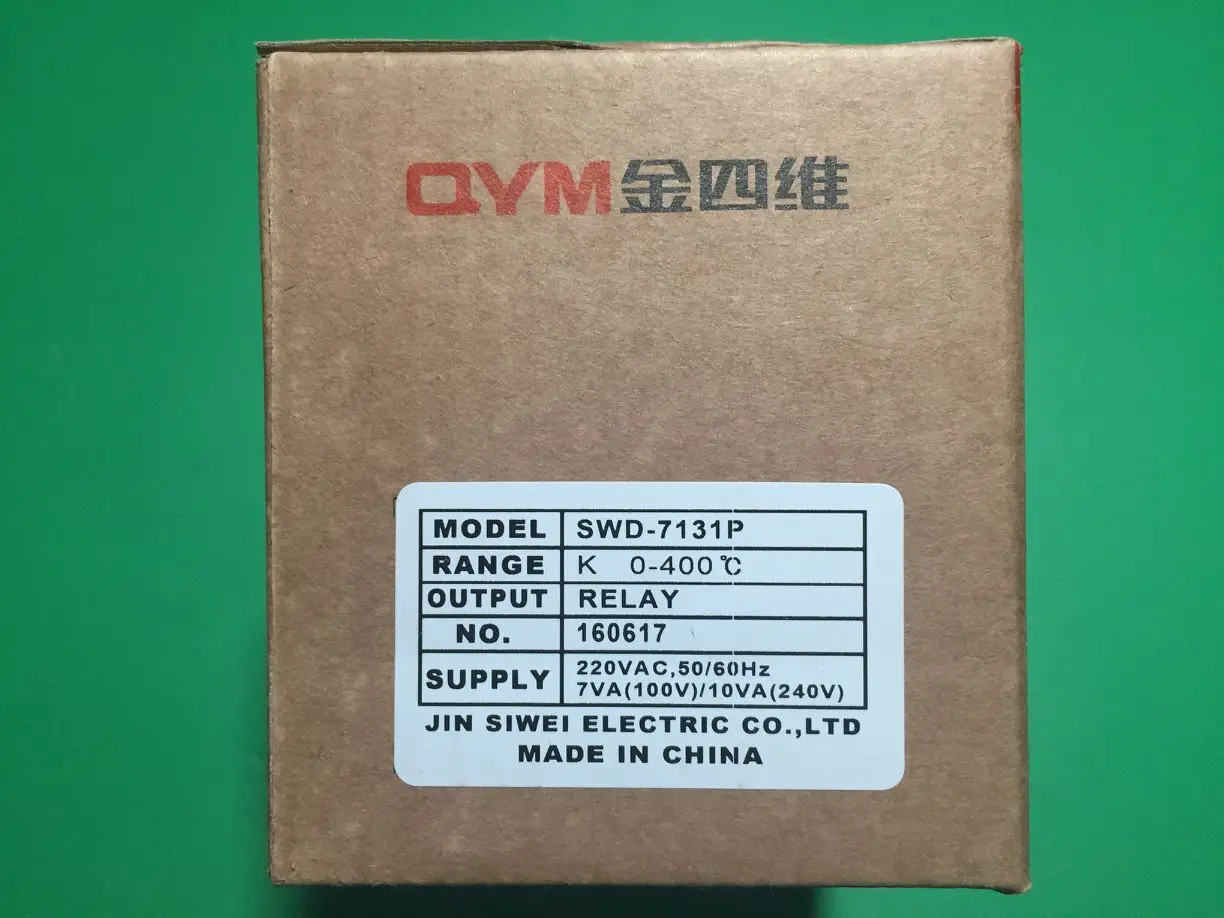 QYM金四维
MODEL SWD-7131P
RANGE K 0-400℃
OUTPUT RELAY
NO. 160617
SUPPLY 220VAC,50/60Hz
7VA(100V)/10VA(240V)
JIN SIWEI ELECTRIC CO.,LTD
MADE IN CHINA